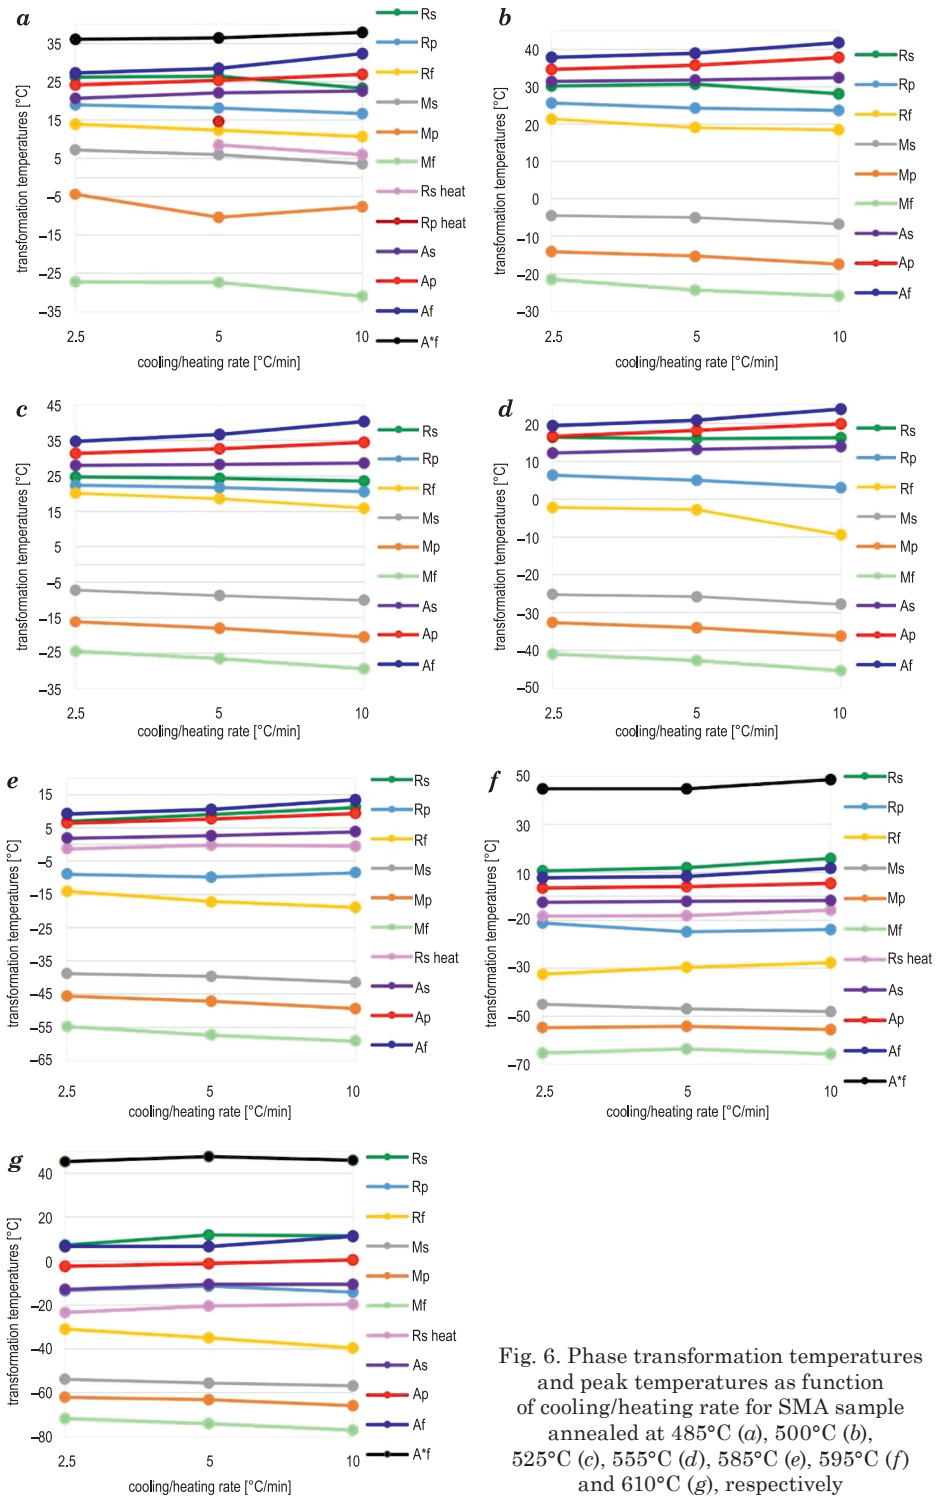 a
transformation temperatures [°C]
35
25
15
5
–5
–15
–25
–35
2.5
5
10
cooling/heating rate [°C/min]
Rs
Rp
Rf
Ms
Mp
Mf
Rs heat
Rp heat
As
Ap
Af
A*f
b
transformation temperatures [°C]
40
30
20
10
0
–10
–20
–30
2.5
5
10
cooling/heating rate [°C/min]
Rs
Rp
Rf
Ms
Mp
Mf
As
Ap
Af
c
transformation temperatures [°C]
45
35
25
15
5
–5
–15
–25
–35
2.5
5
10
cooling/heating rate [°C/min]
Rs
Rp
Rf
Ms
Mp
Mf
As
Ap
Af
d
transformation temperatures [°C]
20
10
0
–10
–20
–30
–40
–50
2.5
5
10
cooling/heating rate [°C/min]
Rs
Rp
Rf
Ms
Mp
Mf
As
Ap
Af
e
transformation temperatures [°C]
15
5
–5
–15
–25
–35
–45
–55
–65
2.5
5
10
cooling/heating rate [°C/min]
Rs
Rp
Rf
Ms
Mp
Mf
Rs heat
As
Ap
Af
f
transformation temperatures [°C]
50
30
10
–20
–30
–50
–70
2.5
5
10
cooling/heating rate [°C/min]
Rs
Rp
Rf
Ms
Mp
Mf
Rs heat
As
Ap
Af
A*f
g
transformation temperatures [°C]
40
20
0
–20
–40
–60
–80
2.5
5
10
cooling/heating rate [°C/min]
Rs
Rp
Rf
Ms
Mp
Mf
Rs heat
As
Ap
Af
A*f
Fig. 6. Phase transformation temperatures
and peak temperatures as function
of cooling/heating rate for SMA sample
annealed at 485°C (a), 500°C (b),
525°C (c), 555°C (d), 585°C (e), 595°C (f)
and 610°C (g), respectively